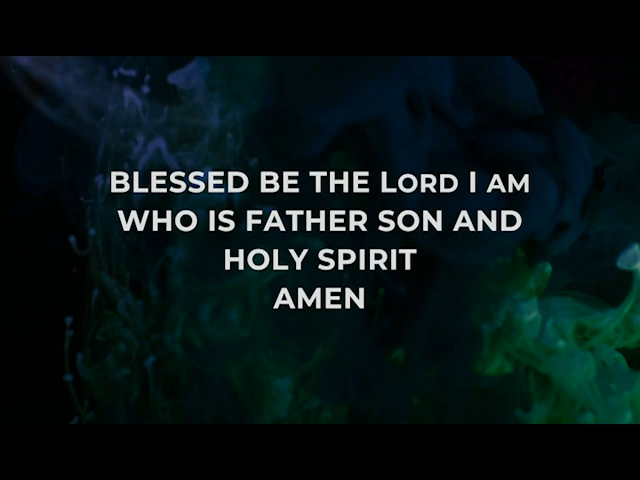 BLESSED BE THE LORD I AM
WHO IS FATHER SON AND
HOLY SPIRIT
AMEN